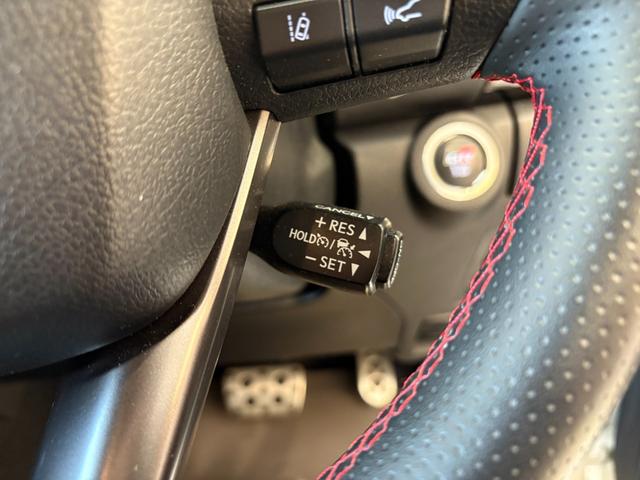 CANCEL
+ RES ▲
HOLD / ◀
− SET ▼